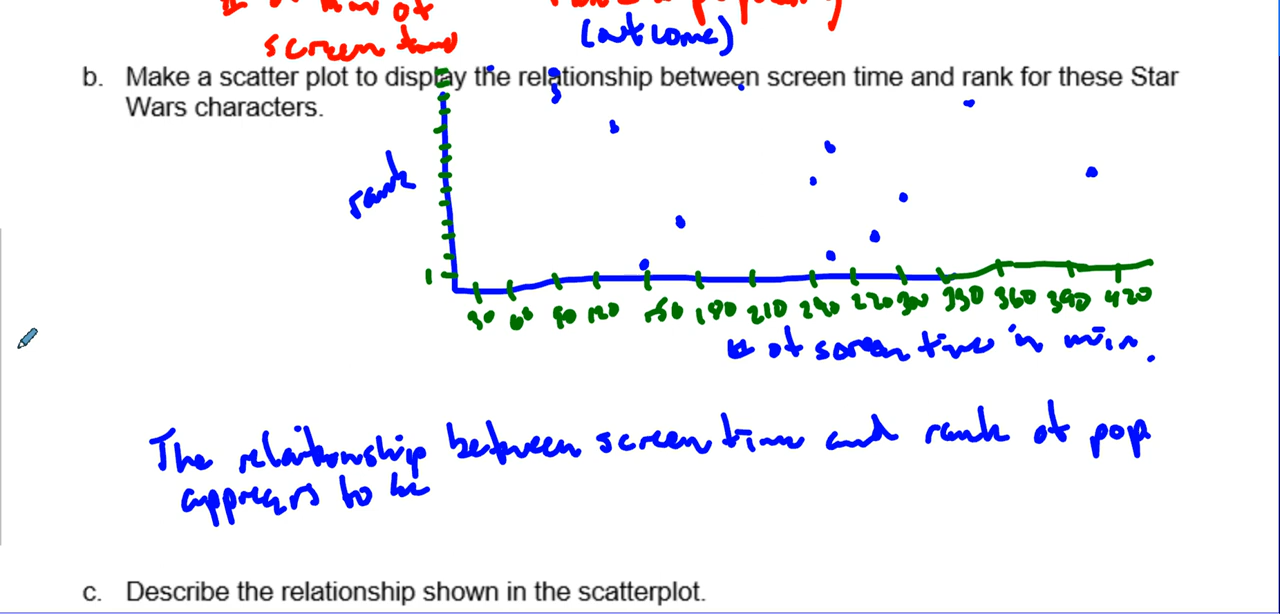 screen time
(outcome)
b. Make a scatter plot to display the relationship between screen time and rank for these Star
Wars characters.
rank
1
30 60 90 120 150 180 210 240 270 300 330 360 390 420
# of screen time in min.
The relationship between screen time and rank of pop
appears to be
c. Describe the relationship shown in the scatterplot.